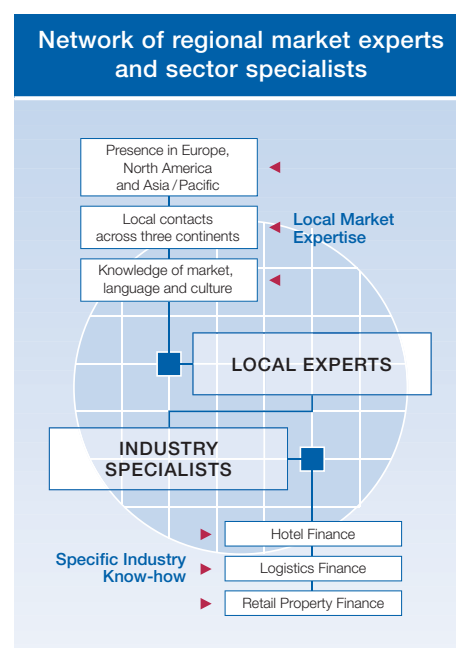 Network of regional market experts
and sector specialists
Presence in Europe,
North America
and Asia / Pacific
Local contacts
across three continents
Local Market
Expertise
Knowledge of market,
language and culture
LOCAL EXPERTS
INDUSTRY
SPECIALISTS
Hotel Finance
Specific Industry
Know-how
Logistics Finance
Retail Property Finance